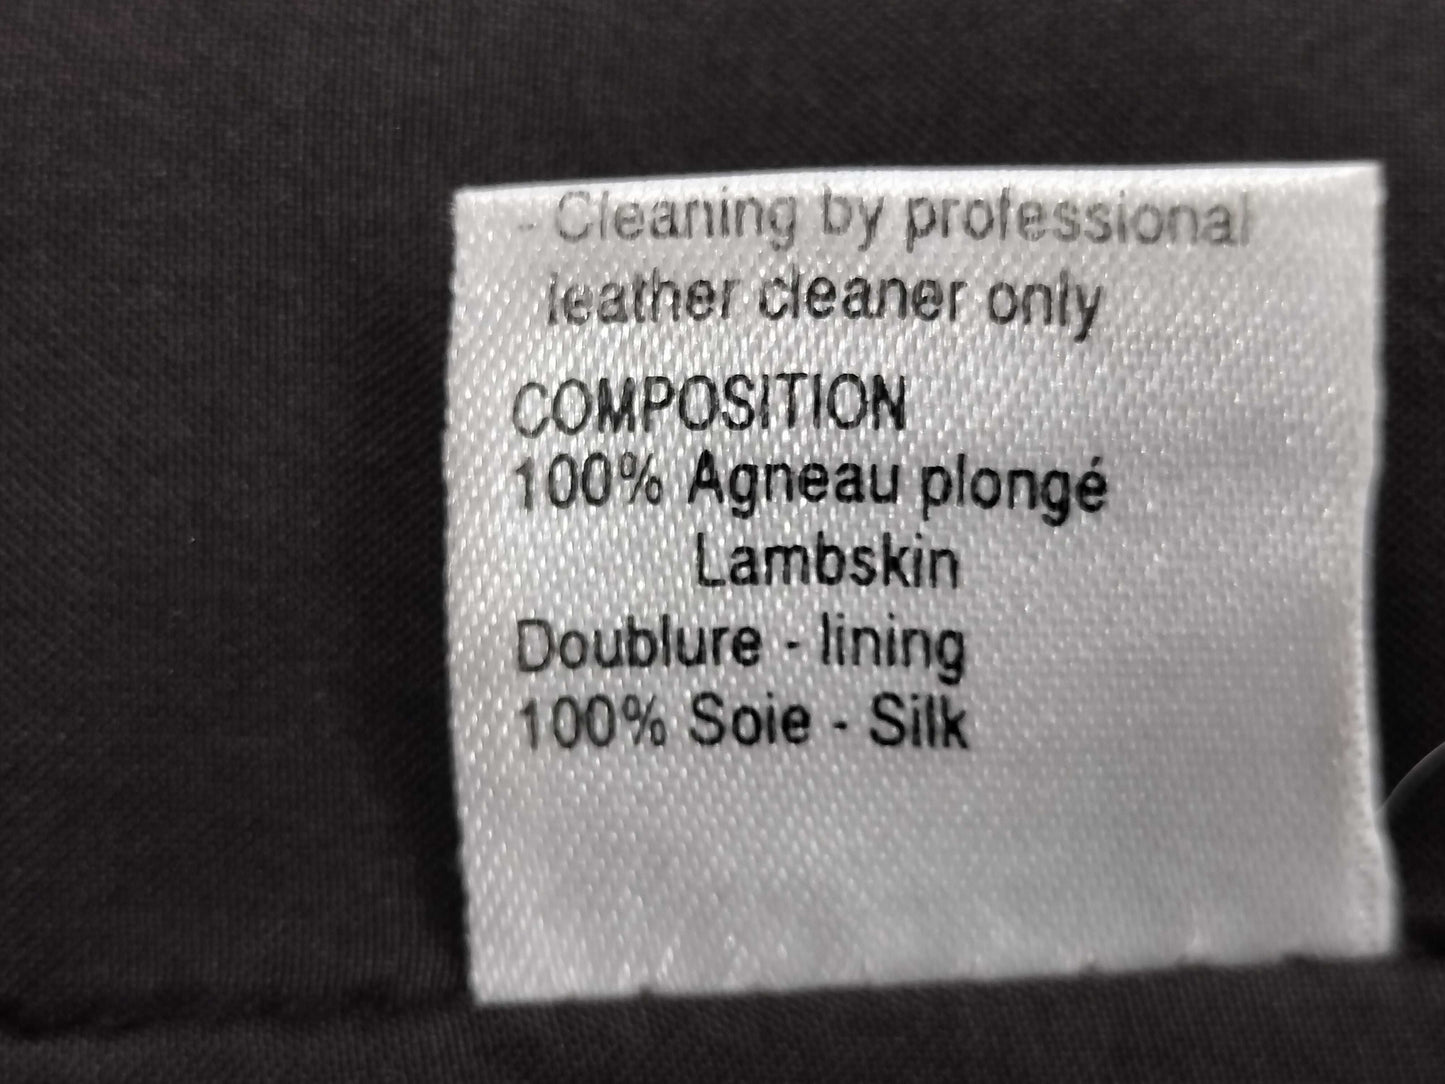 - Cleaning by professional
leather cleaner only
COMPOSITION
100% Agneau plongé
Lambskin
Doublure - lining
100% Soie - Silk